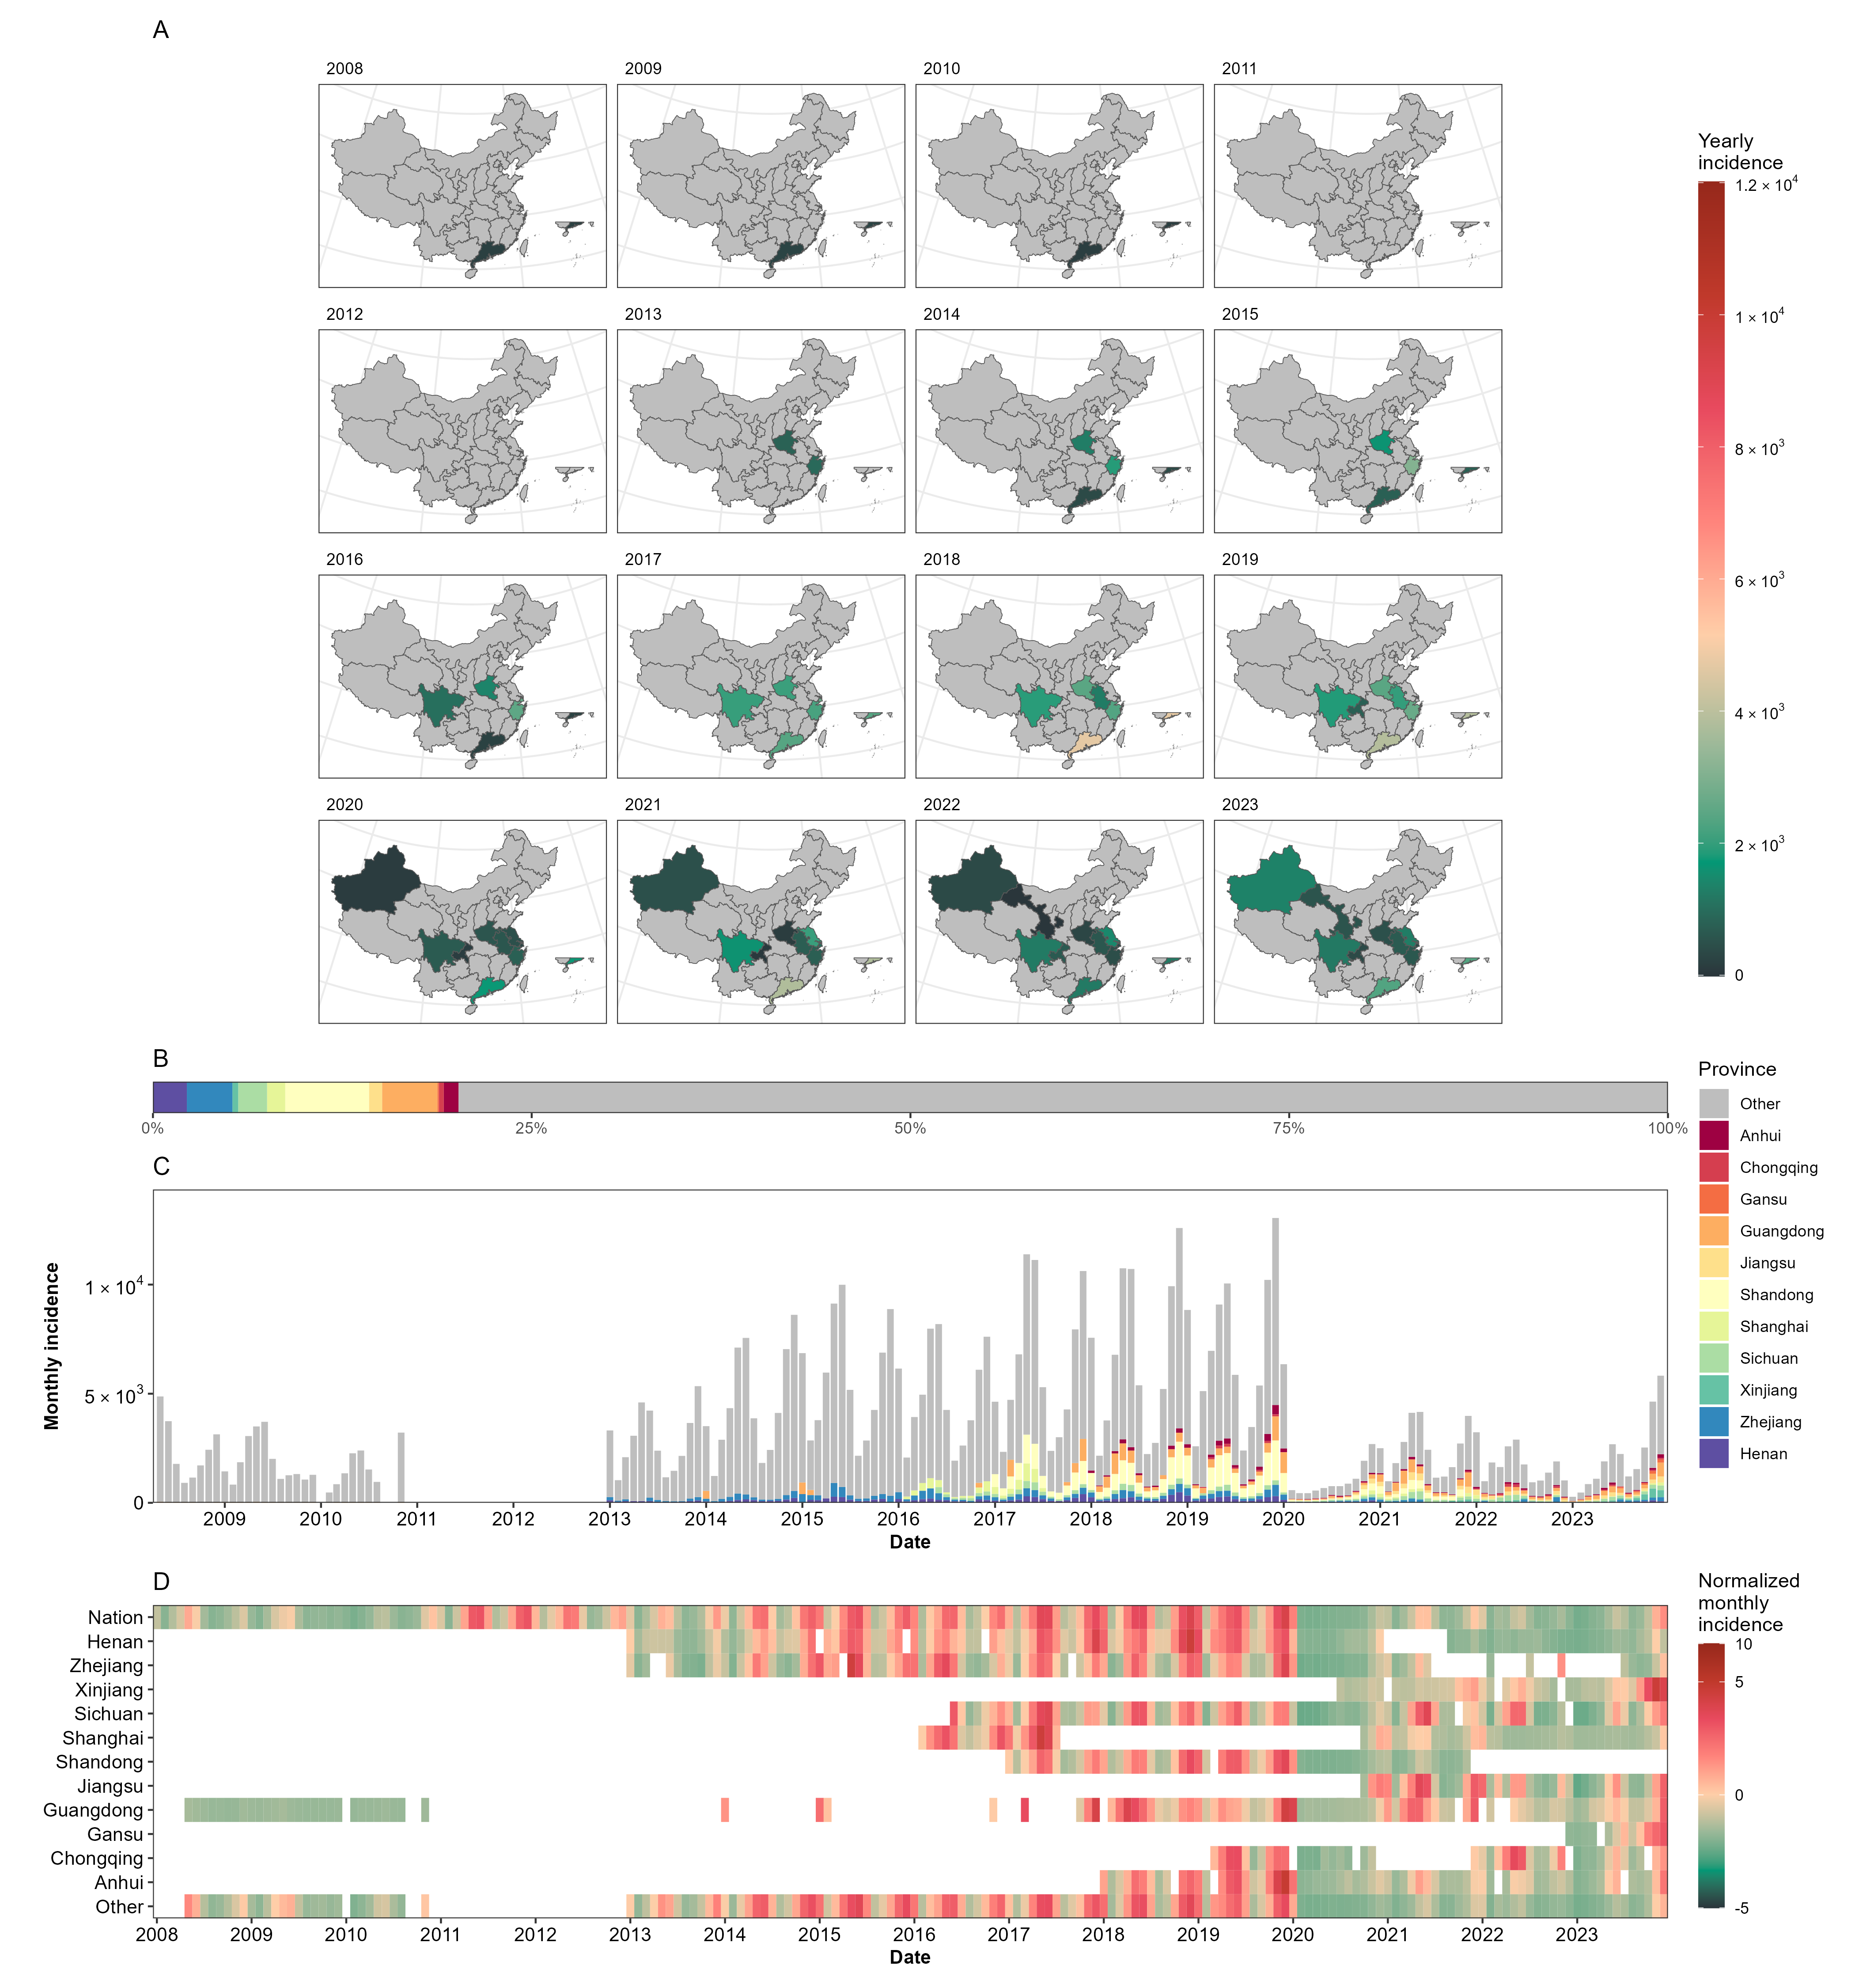 A
2008
2009
2010
2011
2012
2013
2014
2015
2016
2017
2018
2019
2020
2021
2022
2023
Yearly
incidence
1.2 × 10⁴
1 × 10⁴
8 × 10³
6 × 10³
4 × 10³
2 × 10³
0
B
0%
25%
50%
75%
100%
Province
Other
Anhui
Chongqing
Gansu
Guangdong
Jiangsu
Shandong
Shanghai
Sichuan
Xinjiang
Zhejiang
Henan
C
Monthly incidence
1 × 10⁴
5 × 10³
0
2009
2010
2011
2012
2013
2014
2015
2016
2017
2018
2019
2020
2021
2022
2023
Date
D
Nation
Henan
Zhejiang
Xinjiang
Sichuan
Shanghai
Shandong
Jiangsu
Guangdong
Gansu
Chongqing
Anhui
Other
2008
2009
2010
2011
2012
2013
2014
2015
2016
2017
2018
2019
2020
2021
2022
2023
Date
Normalized
monthly
incidence
10
5
0
-5